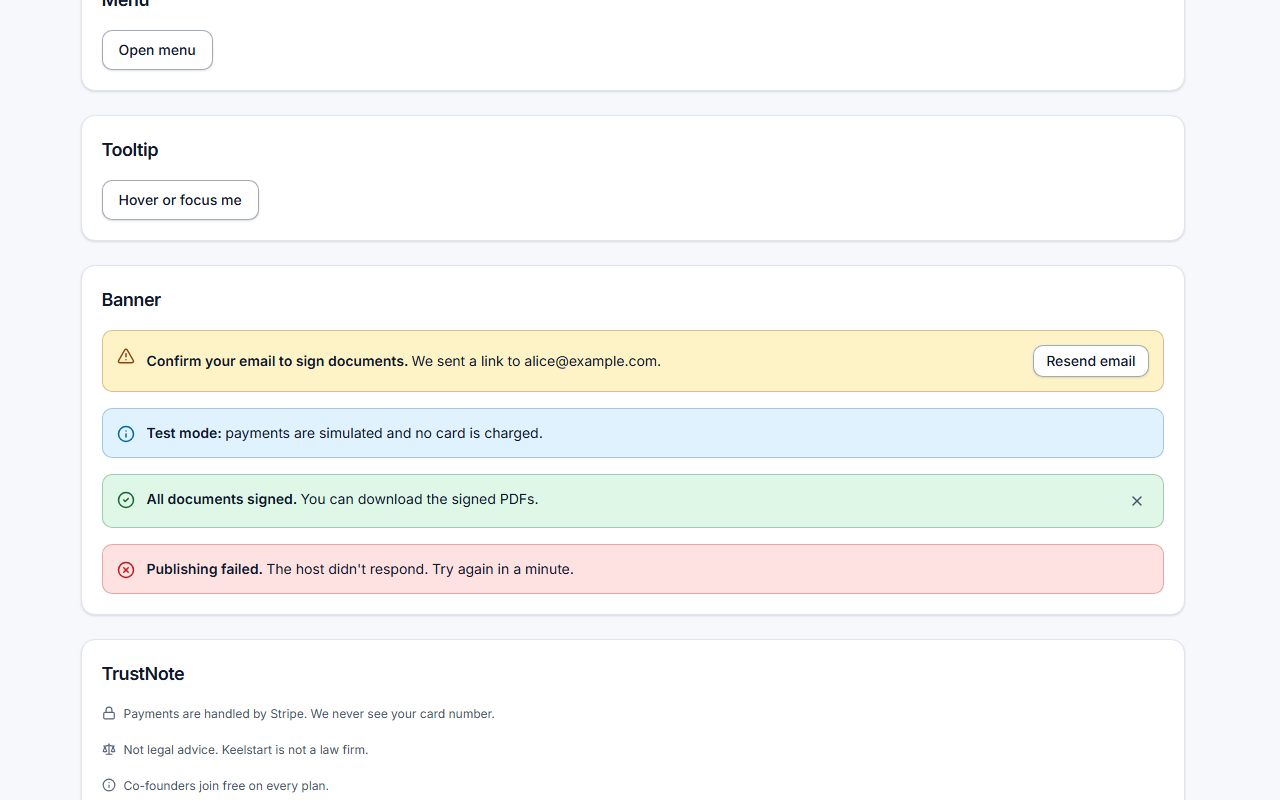 Menu
Open menu
Tooltip
Hover or focus me
Banner
Confirm your email to sign documents. We sent a link to alice@example.com.
Resend email
Test mode: payments are simulated and no card is charged.
All documents signed. You can download the signed PDFs.
Publishing failed. The host didn't respond. Try again in a minute.
TrustNote
Payments are handled by Stripe. We never see your card number.
Not legal advice. Keelstart is not a law firm.
Co-founders join free on every plan.